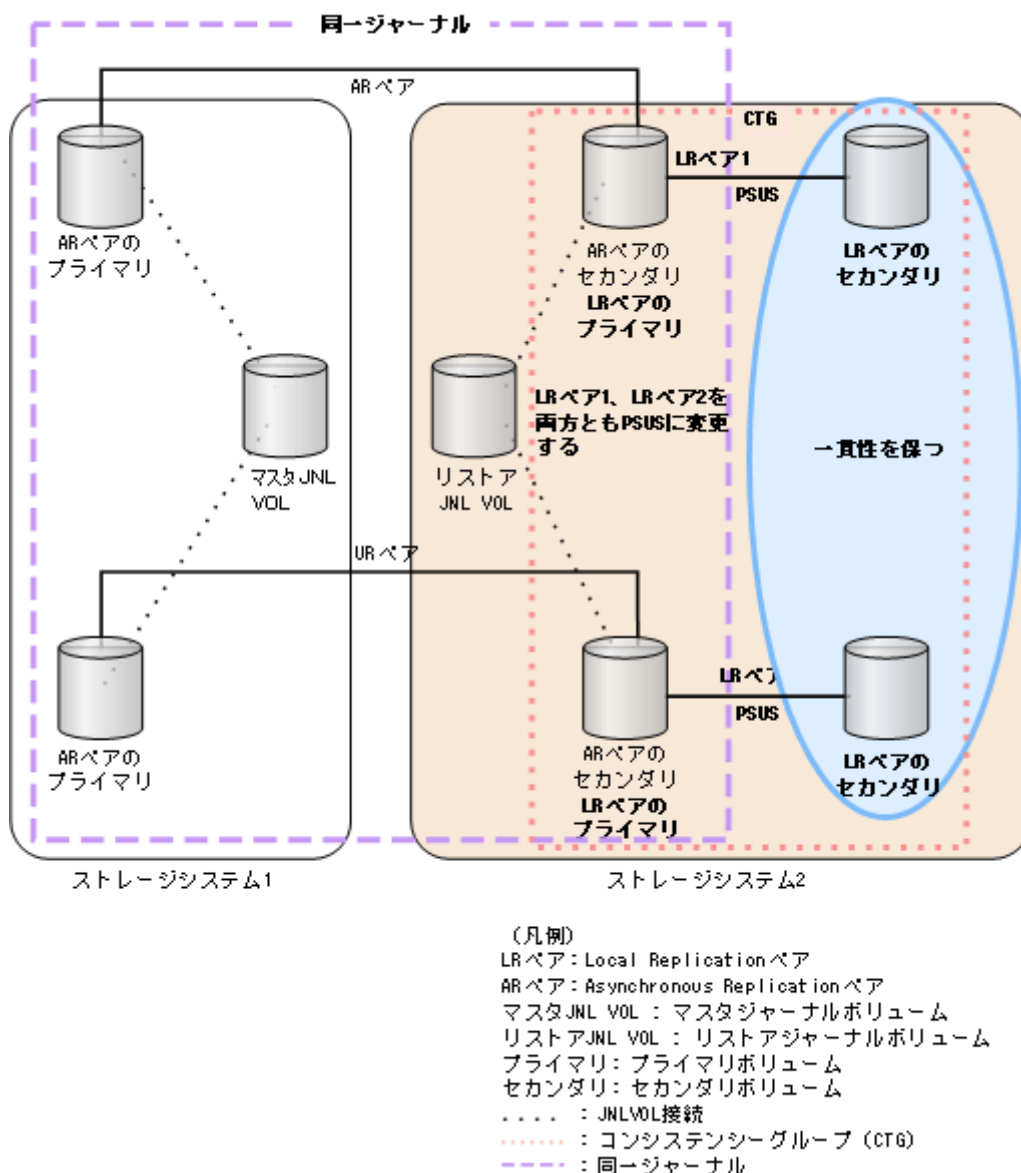 同一ジャーナル
ARペア
CTG
LRペア1
PSUS
ARペアの
プライマリ
ARペアの
セカンダリ
LRペアの
プライマリ
LRペアの
セカンダリ
マスタJNL
VOL
リストア
JNL VOL
LRペア1、LRペア2を
両方ともPSUSに変更
する
一貫性を保つ
URペア
LRペア
PSUS
ARペアの
プライマリ
ARペアの
セカンダリ
LRペアの
プライマリ
LRペアの
セカンダリ
ストレージシステム1
ストレージシステム2
(凡例)
LRペア:Local Replicationペア
ARペア:Asynchronous Replicationペア
マスタJNL VOL : マスタジャーナルボリューム
リストアJNL VOL : リストアジャーナルボリューム
プライマリ: プライマリボリューム
セカンダリ: セカンダリボリューム
: JNLVOL接続
: コンシステンシーグループ (CTG)
: 同一ジャーナル